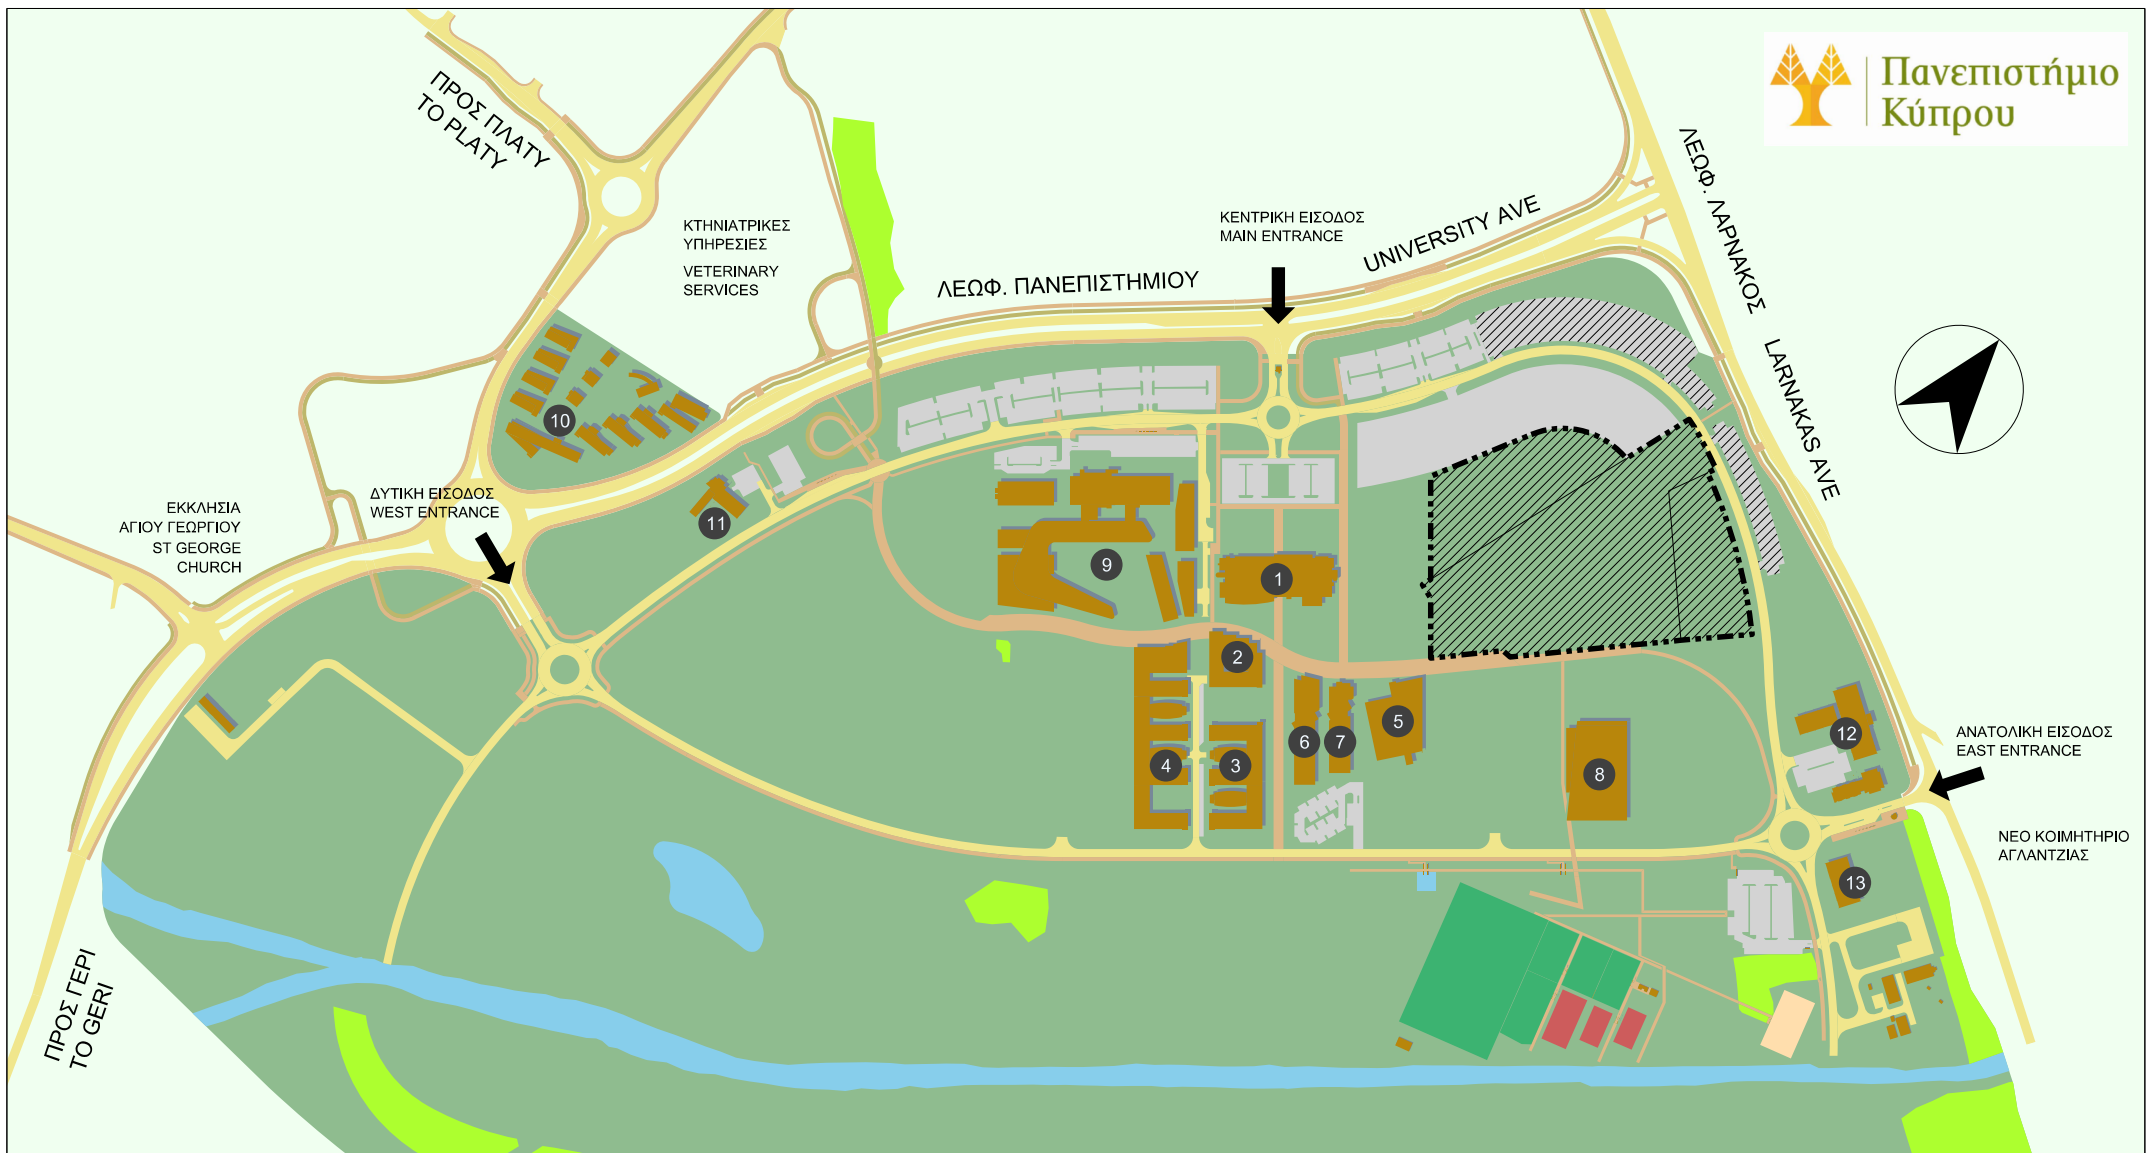 Πανεπιστήμιο
Κύπρου
ΠΡΟΣ ΠΛΑΤΥ
TO PLATY
ΚΤΗΝΙΑΤΡΙΚΕΣ
ΥΠΗΡΕΣΙΕΣ
VETERINARY
SERVICES
ΛΕΩΦ. ΠΑΝΕΠΙΣΤΗΜΙΟΥ
UNIVERSITY AVE
ΚΕΝΤΡΙΚΗ ΕΙΣΟΔΟΣ
MAIN ENTRANCE
ΛΕΩΦ. ΛΑΡΝΑΚΟΣ
LARNAKAS AVE
ΕΚΚΛΗΣΙΑ
ΑΓΙΟΥ ΓΕΩΡΓΙΟΥ
ST GEORGE
CHURCH
ΔΥΤΙΚΗ ΕΙΣΟΔΟΣ
WEST ENTRANCE
10
11
9
1
2
4
3
6
7
5
8
12
13
ΑΝΑΤΟΛΙΚΗ ΕΙΣΟΔΟΣ
EAST ENTRANCE
ΝΕΟ ΚΟΙΜΗΤΗΡΙΟ
ΑΓΛΑΝΤΖΙΑΣ
ΠΡΟΣ ΓΕΡΙ
TO GERI